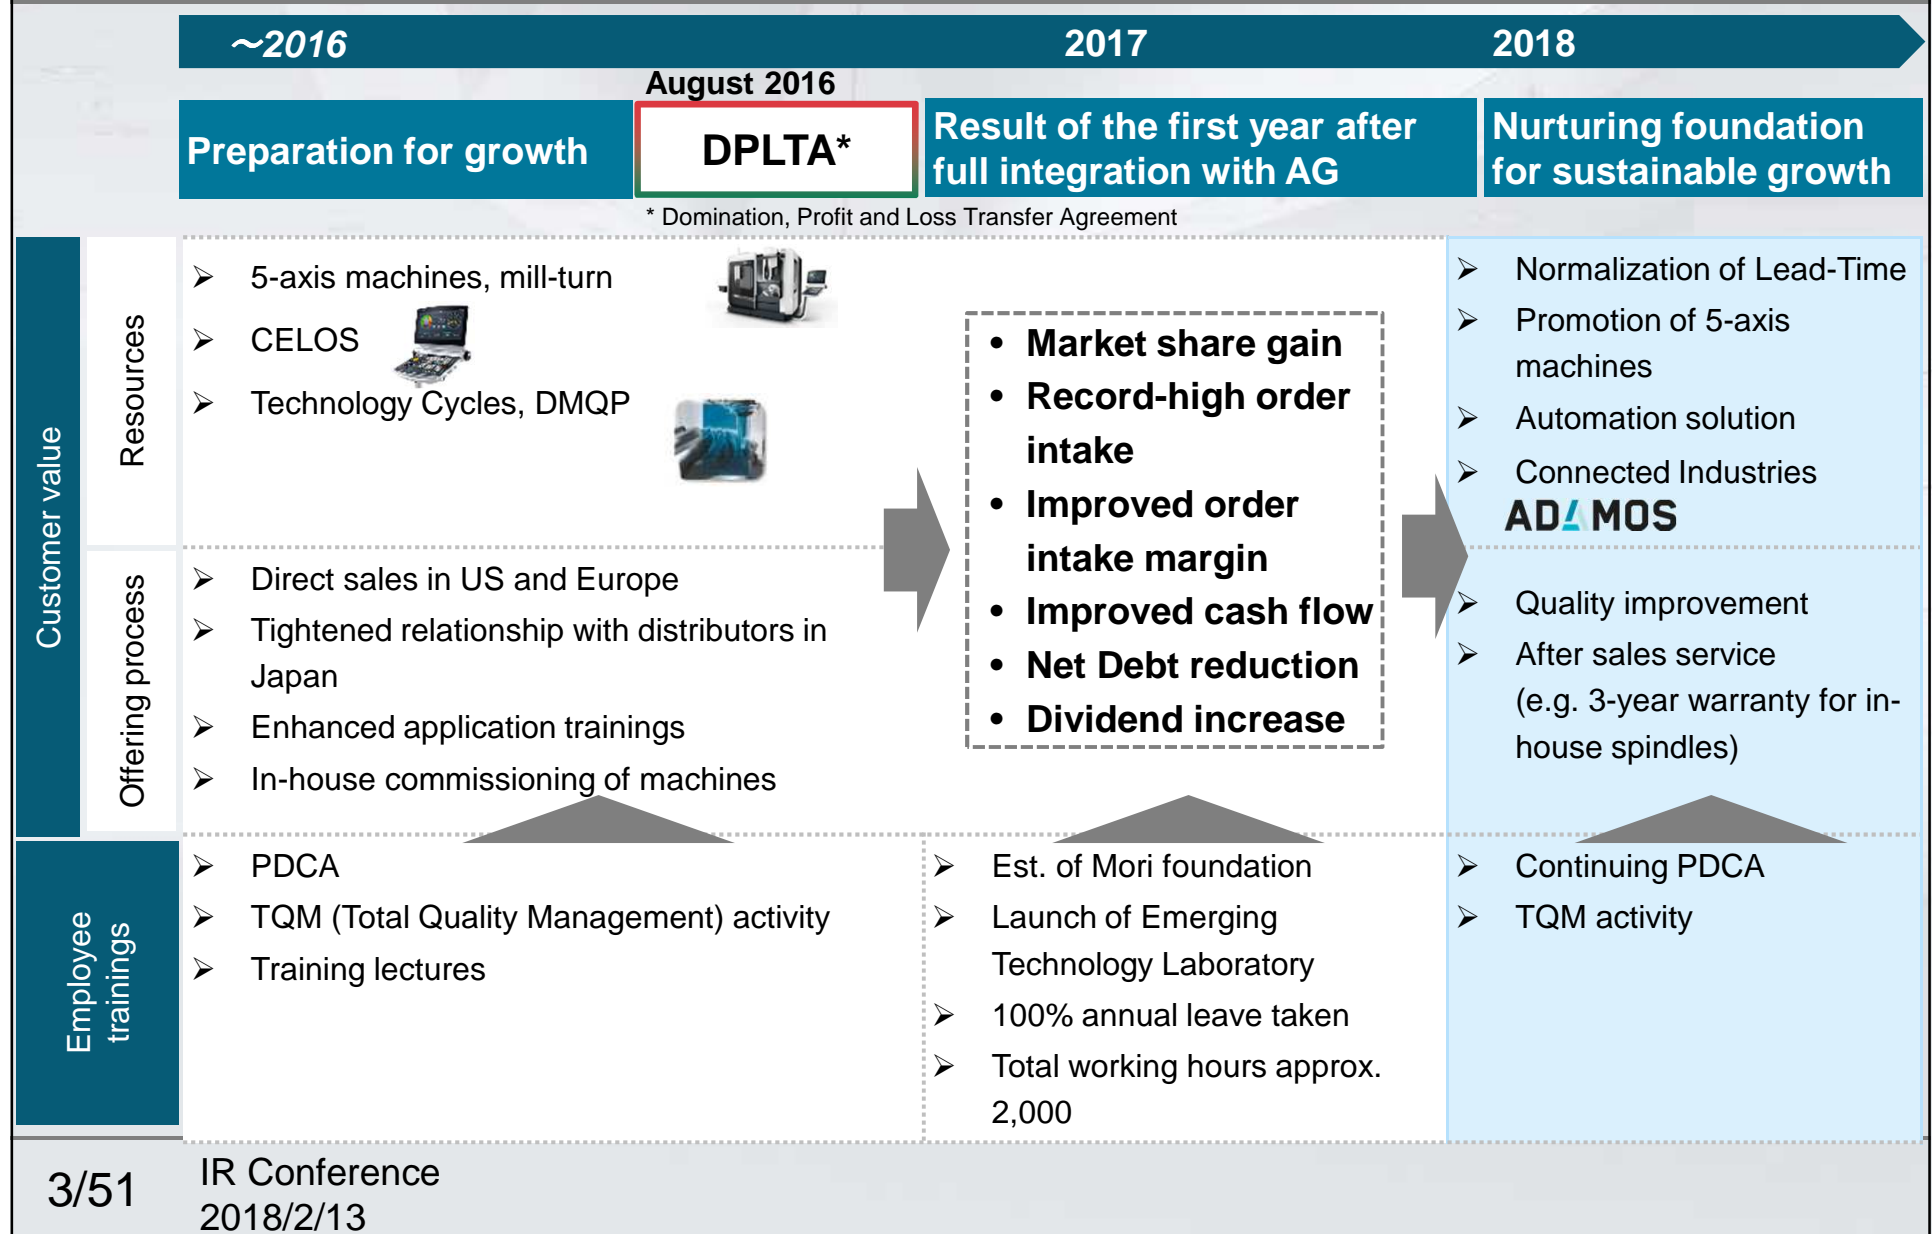 ～2016
2017
2018
August 2016
Preparation for growth
DPLTA*
Result of the first year after
full integration with AG
Nurturing foundation
for sustainable growth
* Domination, Profit and Loss Transfer Agreement
Customer value
Resources
➢ 5-axis machines, mill-turn
➢ CELOS
➢ Technology Cycles, DMQP
Offering process
➢ Direct sales in US and Europe
➢ Tightened relationship with distributors in
Japan
➢ Enhanced application trainings
➢ In-house commissioning of machines
• Market share gain
• Record-high order
intake
• Improved order
intake margin
• Improved cash flow
• Net Debt reduction
• Dividend increase
➢ Normalization of Lead-Time
➢ Promotion of 5-axis
machines
➢ Automation solution
➢ Connected Industries
ADAMOS
➢ Quality improvement
➢ After sales service
(e.g. 3-year warranty for in-
house spindles)
Employee
trainings
➢ PDCA
➢ TQM (Total Quality Management) activity
➢ Training lectures
➢ Est. of Mori foundation
➢ Launch of Emerging
Technology Laboratory
➢ 100% annual leave taken
➢ Total working hours approx.
2,000
➢ Continuing PDCA
➢ TQM activity
3/51
IR Conference
2018/2/13